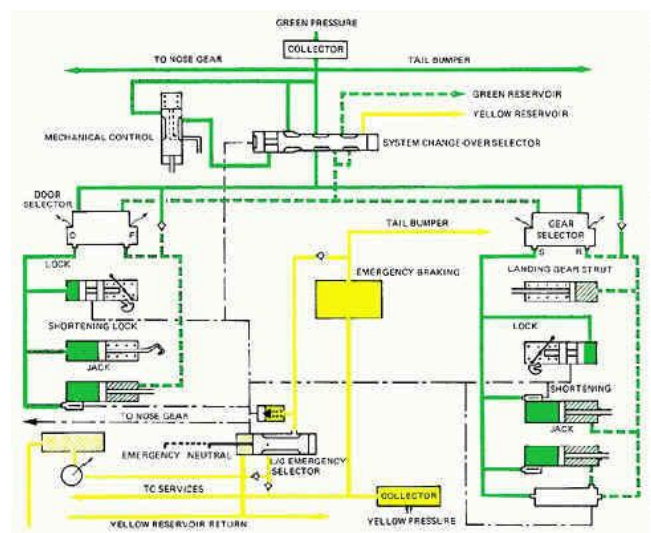 GREEN PRESSURE
COLLECTOR
TO NOSE GEAR
TAIL BUMPER
GREEN RESERVOIR
YELLOW RESERVOIR
MECHANICAL CONTROL
SYSTEM CHANGE-OVER SELECTOR
DOOR
SELECTOR
O F
TAIL BUMPER
GEAR
SELECTOR
S R
LOCK
EMERGENCY BRAKING
LANDING GEAR STRUT
SHORTENING LOCK
LOCK
JACK
SHORTENING
TO NOSE GEAR
JACK
EMERGENCY NEUTRAL
L/G EMERGENCY
SELECTOR
TO SERVICES
COLLECTOR
YELLOW RESERVOIR RETURN
YELLOW PRESSURE